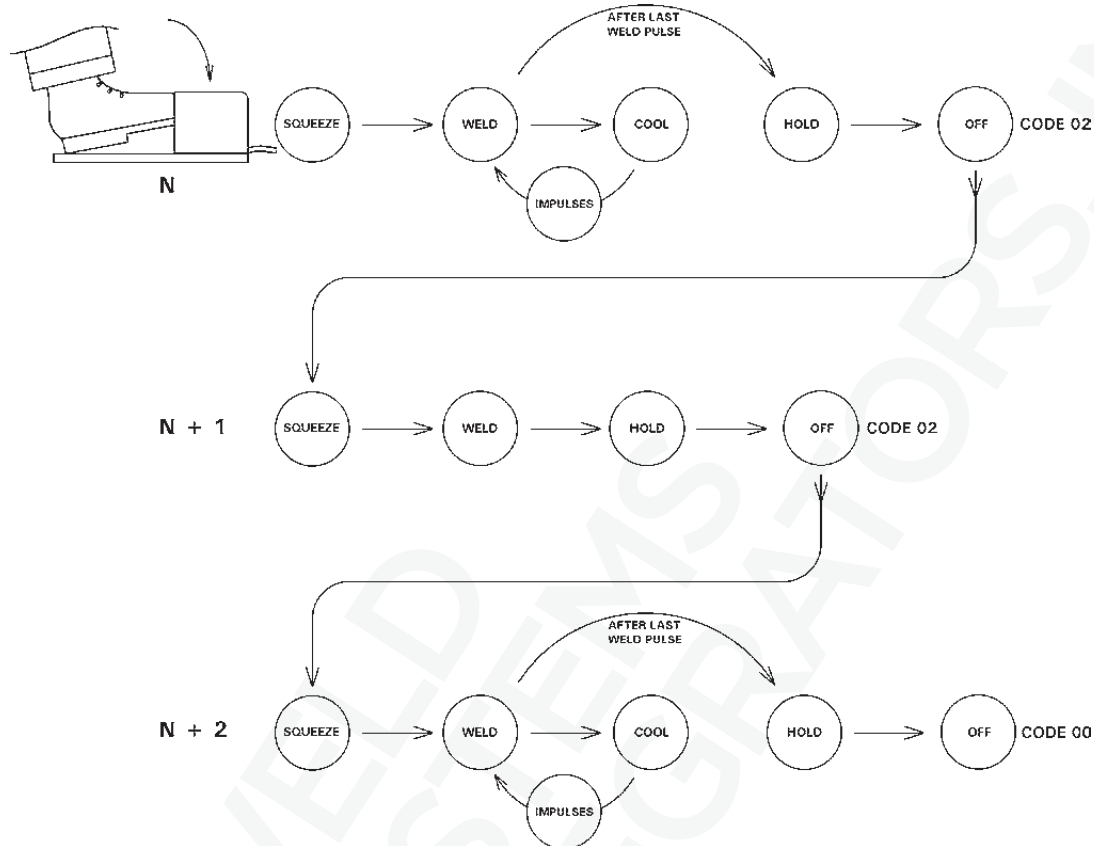 AFTER LAST
WELD PULSE
SQUEEZE
WELD
COOL
HOLD
OFF
CODE 02
IMPULSES
N
N + 1
SQUEEZE
WELD
HOLD
OFF
CODE 02
AFTER LAST
WELD PULSE
N + 2
SQUEEZE
WELD
COOL
HOLD
OFF
CODE 00
IMPULSES